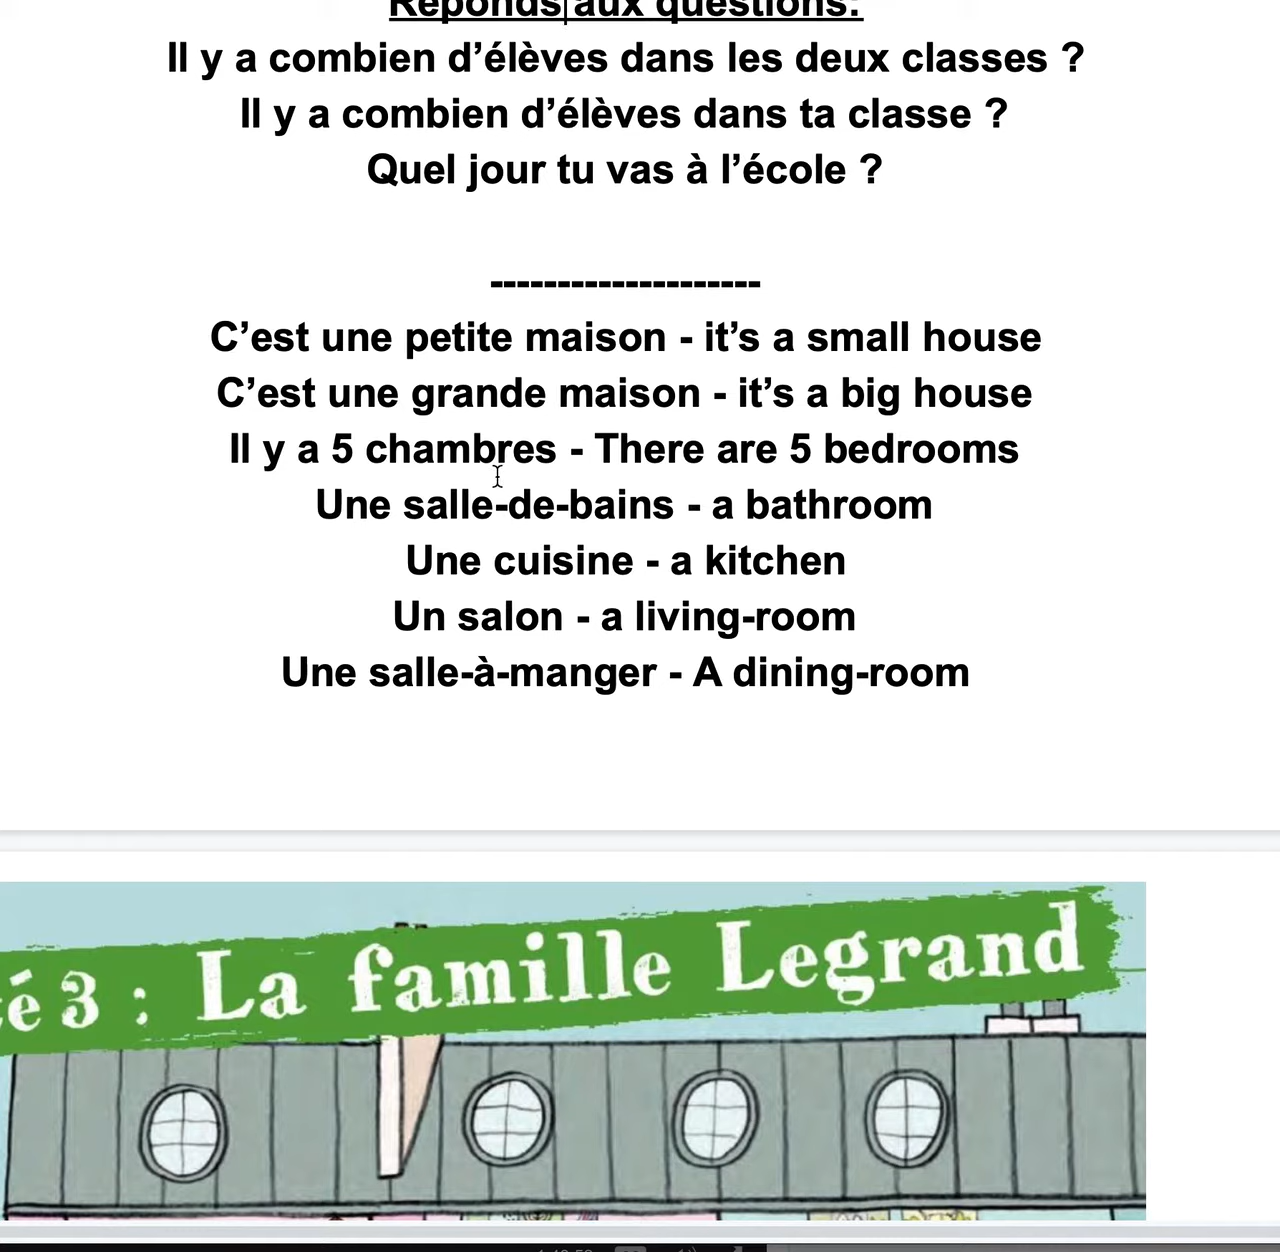 Réponds aux questions:
Il y a combien d’élèves dans les deux classes ?
Il y a combien d’élèves dans ta classe ?
Quel jour tu vas à l’école ?
--------------------
C’est une petite maison - it’s a small house
C’est une grande maison - it’s a big house
Il y a 5 chambres - There are 5 bedrooms
Une salle-de-bains - a bathroom
Une cuisine - a kitchen
Un salon - a living-room
Une salle-à-manger - A dining-room
é 3 : La famille Legrand